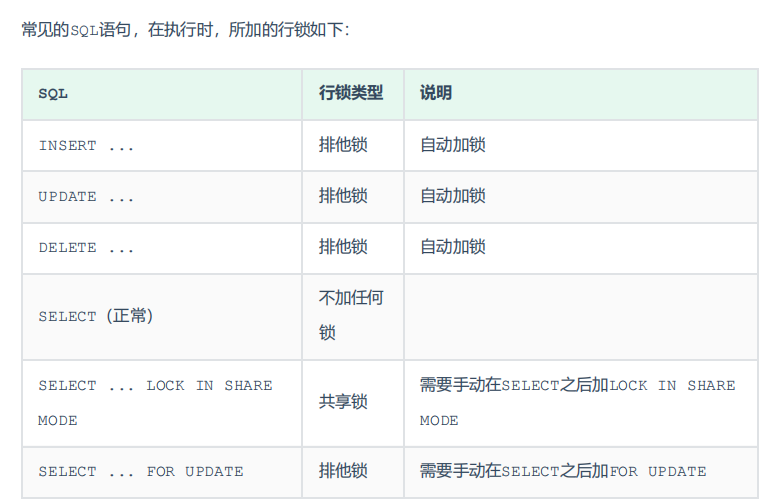 常见的SQL语句，在执行时，所加的行锁如下：
SQL 行锁类型 说明
INSERT ... 排他锁 自动加锁
UPDATE ... 排他锁 自动加锁
DELETE ... 排他锁 自动加锁
SELECT（正常） 不加任何
锁
SELECT ... LOCK IN SHARE
MODE
共享锁
需要手动在SELECT之后加LOCK IN SHARE
MODE
SELECT ... FOR UPDATE 排他锁 需要手动在SELECT之后加FOR UPDATE